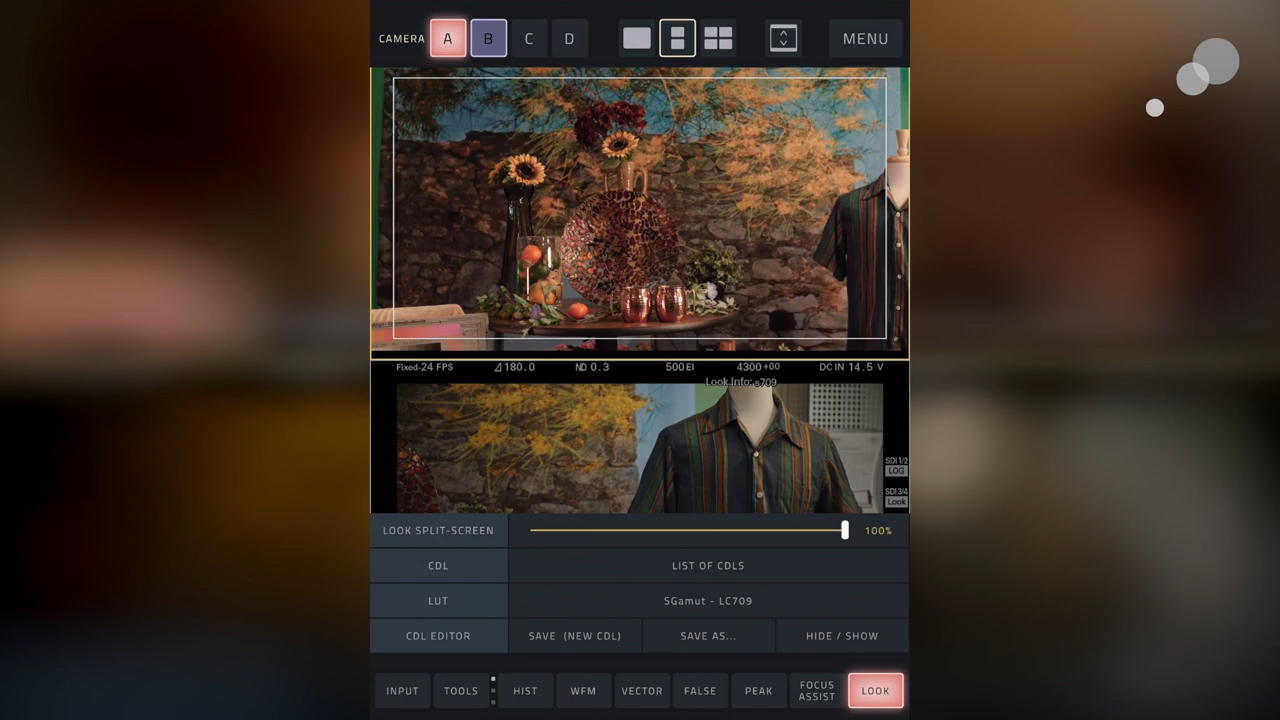 CAMERA A B C D MENU
Fixed-24 FPS ⊿180.0 ND 0.3 500 EI 4300+00 DC IN 14.5 V
Look Info: s709
SDI 1/2
LOG
SDI 3/4
Look
LOOK SPLIT-SCREEN 100%
CDL LIST OF CDLS
LUT SGamut - LC709
CDL EDITOR SAVE (NEW CDL) SAVE AS... HIDE / SHOW
INPUT TOOLS HIST WFM VECTOR FALSE PEAK FOCUS ASSIST LOOK